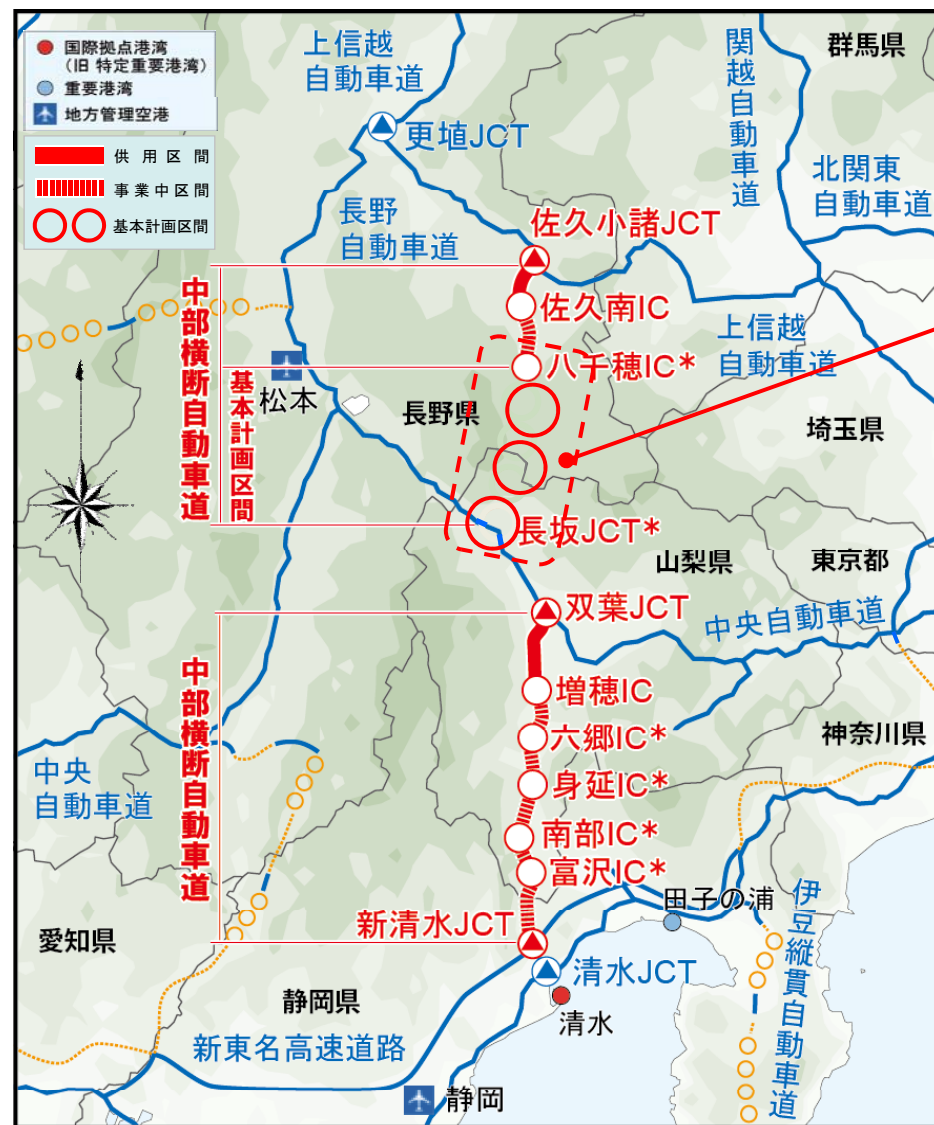 国際拠点港湾
(旧 特定重要港湾)
重要港湾
地方管理空港
供用区間
事業中区間
基本計画区間
上信越
自動車道
関越自動車道
群馬県
更埴JCT
北関東
自動車道
長野
自動車道
佐久小諸JCT
佐久南IC
上信越
自動車道
八千穂IC*
中部横断自動車道
基本計画区間
松本
長野県
埼玉県
長坂JCT*
山梨県
東京都
双葉JCT
中央自動車道
中部横断自動車道
増穂IC
六郷IC*
神奈川県
中央
自動車道
身延IC*
南部IC*
富沢IC*
田子の浦
伊豆縦貫自動車道
新清水JCT
愛知県
清水JCT
静岡県
清水
新東名高速道路
静岡